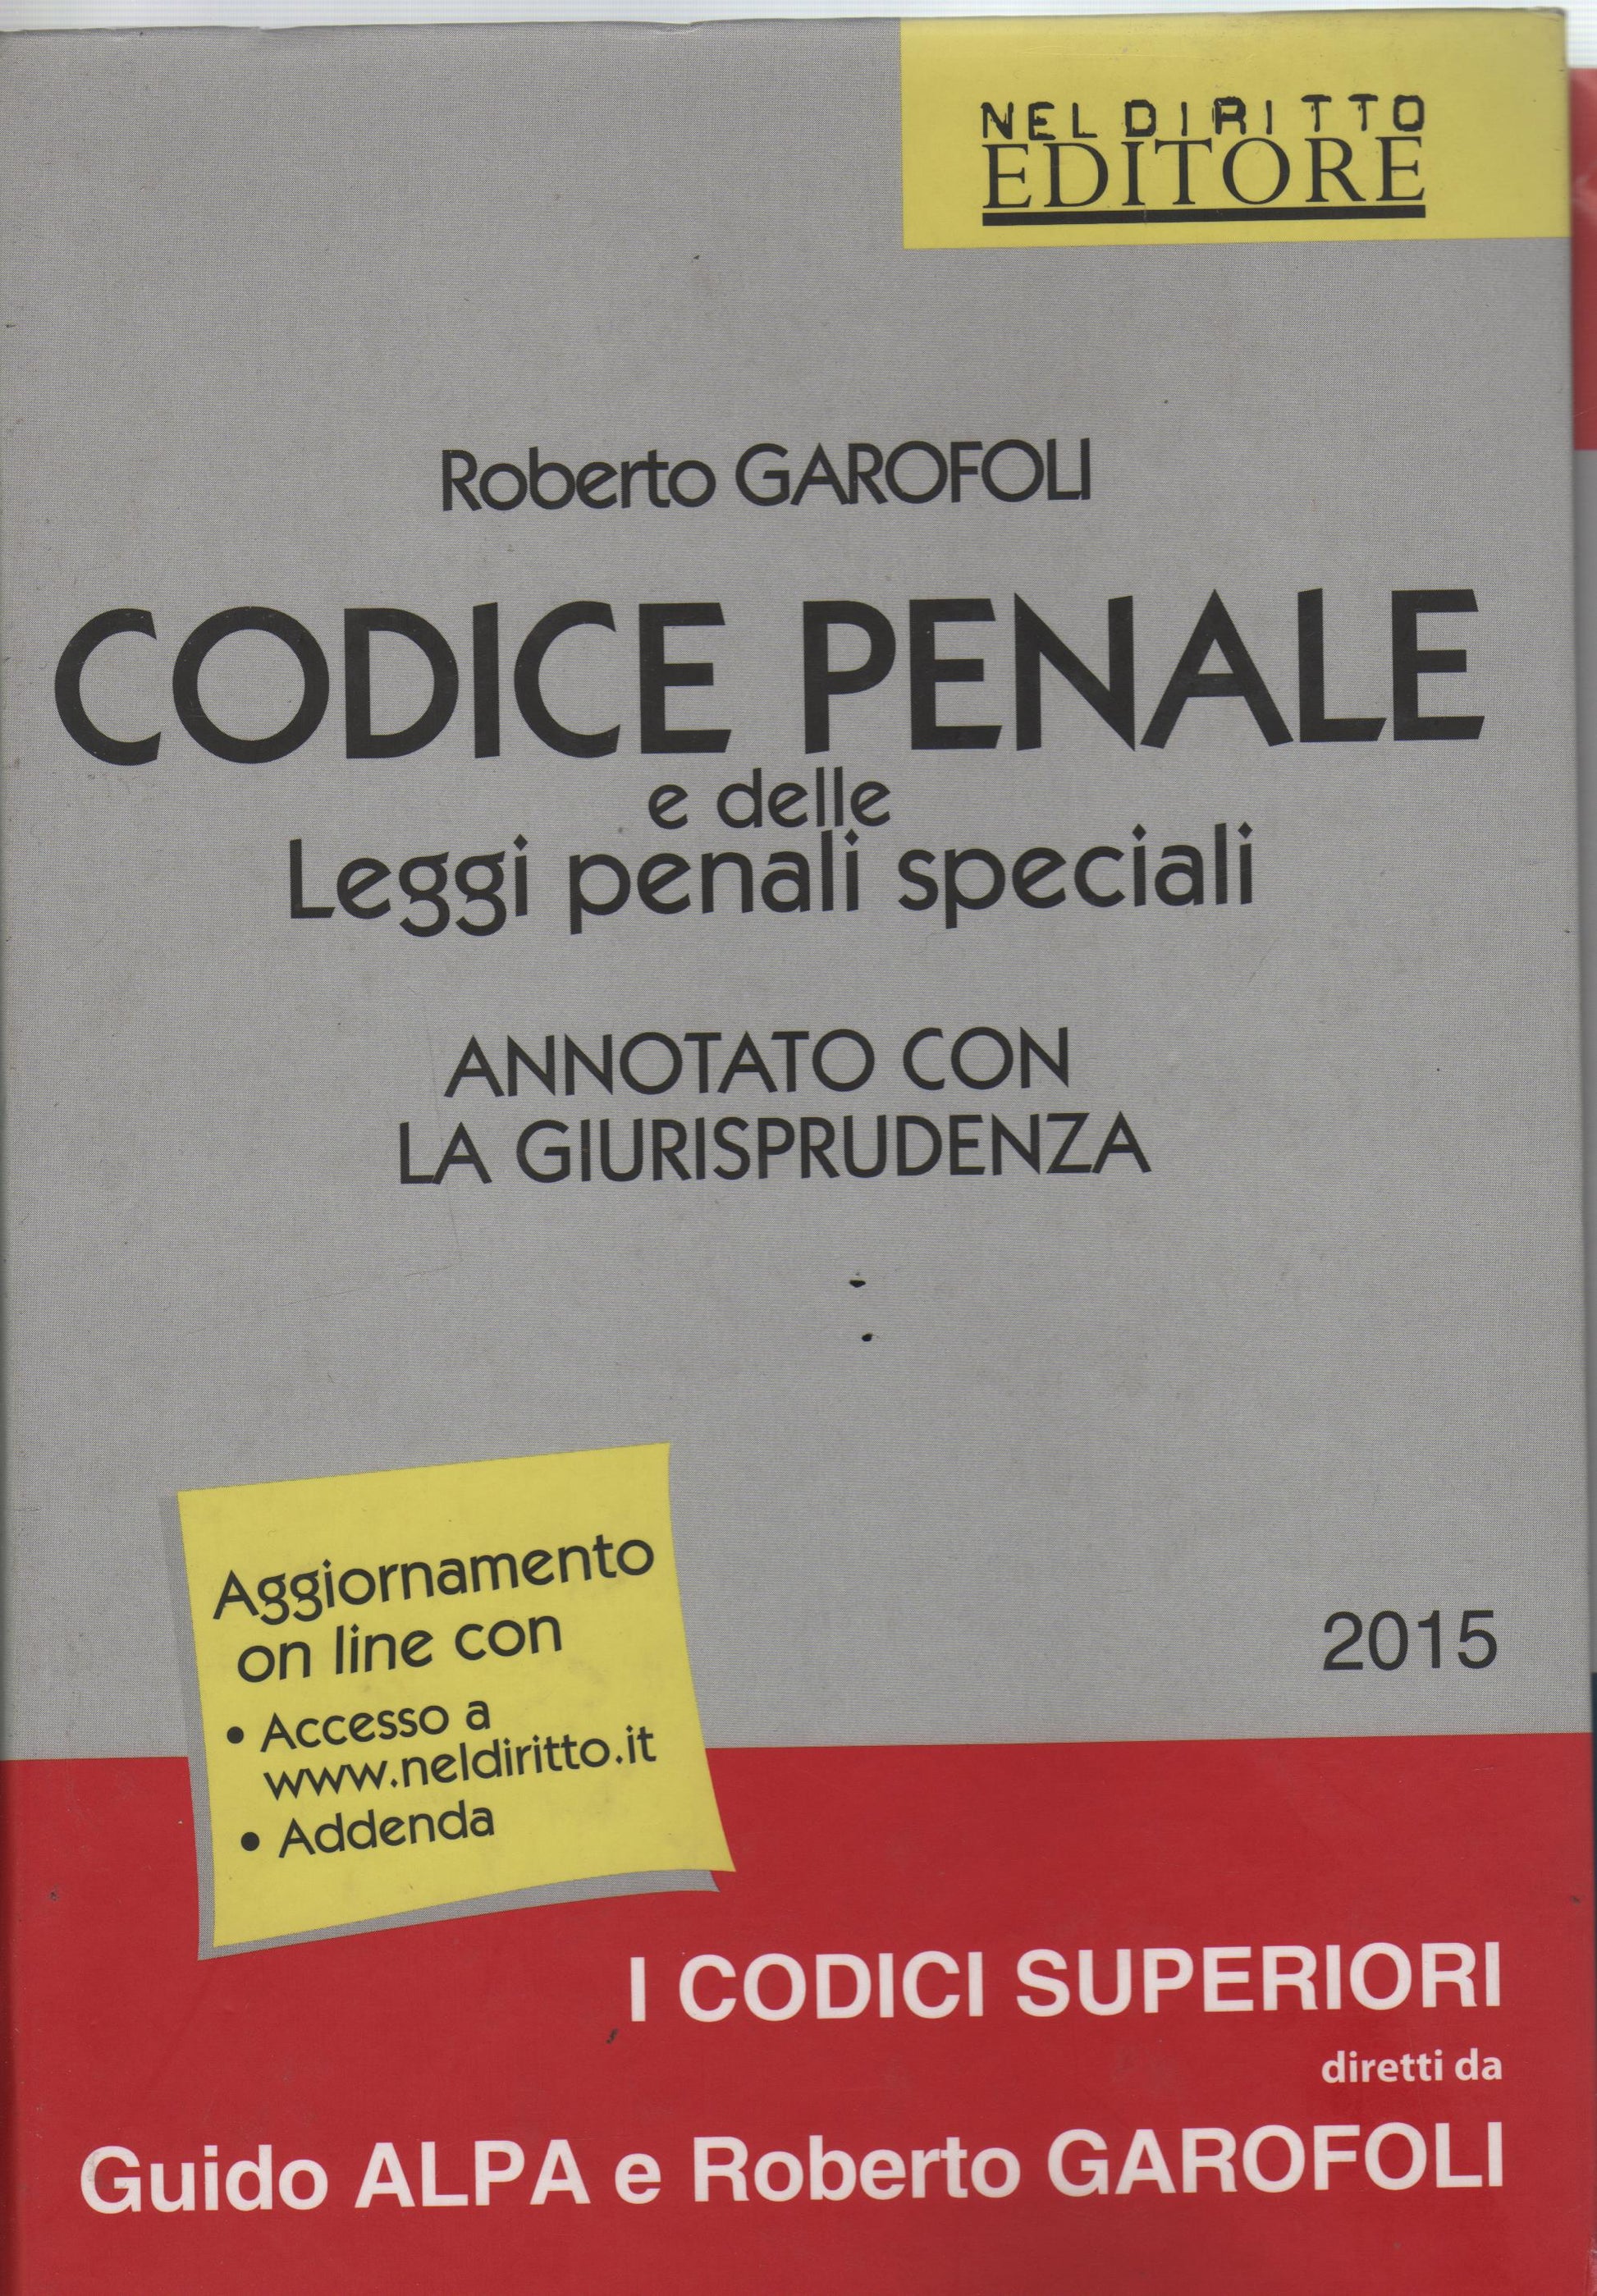 NEL DIRITTO
EDITORE
Roberto GAROFOLI
CODICE PENALE
e delle
Leggi penali speciali
ANNOTATO CON
LA GIURISPRUDENZA
Aggiornamento
on line con
• Accesso a
www.neldiritto.it
• Addenda
2015
I CODICI SUPERIORI
diretti da
Guido ALPA e Roberto GAROFOLI